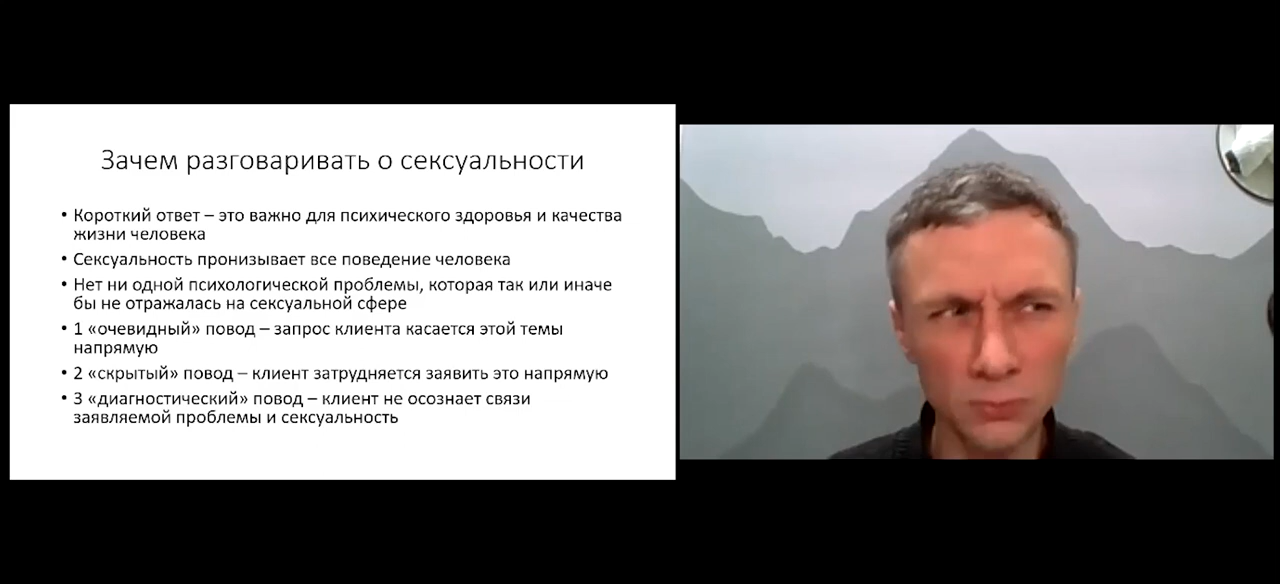 Зачем разговаривать о сексуальности
• Короткий ответ – это важно для психического здоровья и качества
жизни человека
• Сексуальность пронизывает все поведение человека
• Нет ни одной психологической проблемы, которая так или иначе
бы не отражалась на сексуальной сфере
• 1 «очевидный» повод – запрос клиента касается этой темы
напрямую
• 2 «скрытый» повод – клиент затрудняется заявить это напрямую
• 3 «диагностический» повод – клиент не осознает связи
заявляемой проблемы и сексуальность